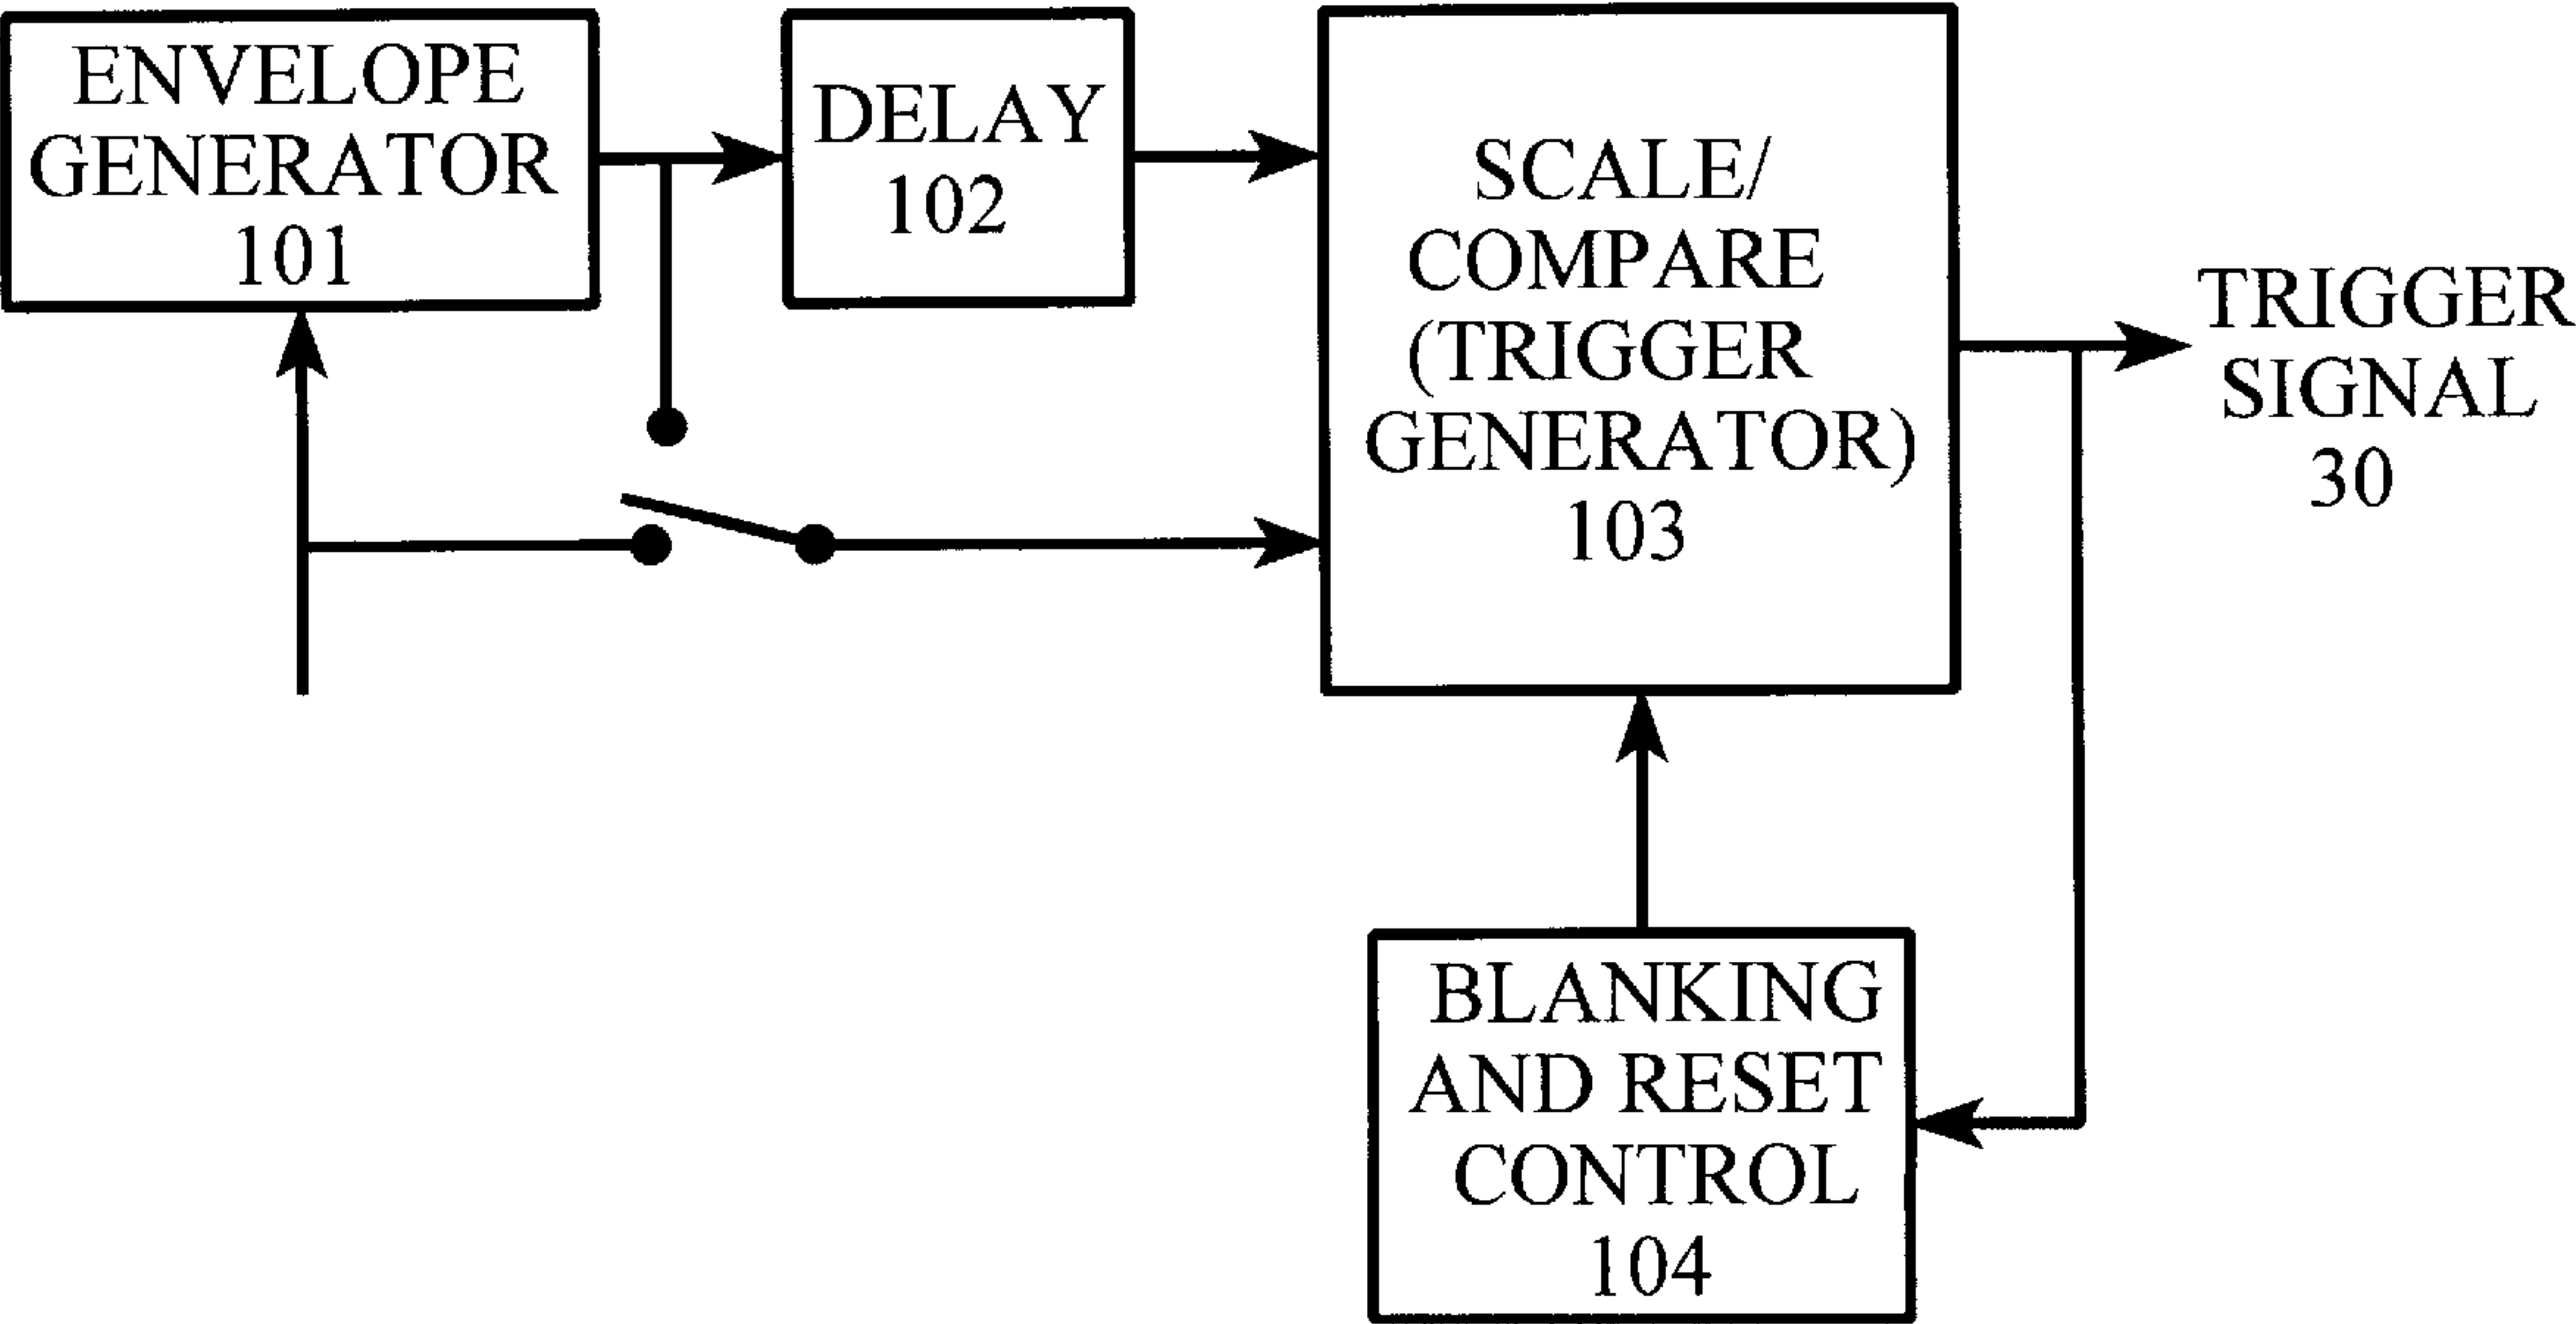 ENVELOPE
GENERATOR
101
DELAY
102
SCALE/
COMPARE
(TRIGGER
GENERATOR)
103
TRIGGER
SIGNAL
30
BLANKING
AND RESET
CONTROL
104